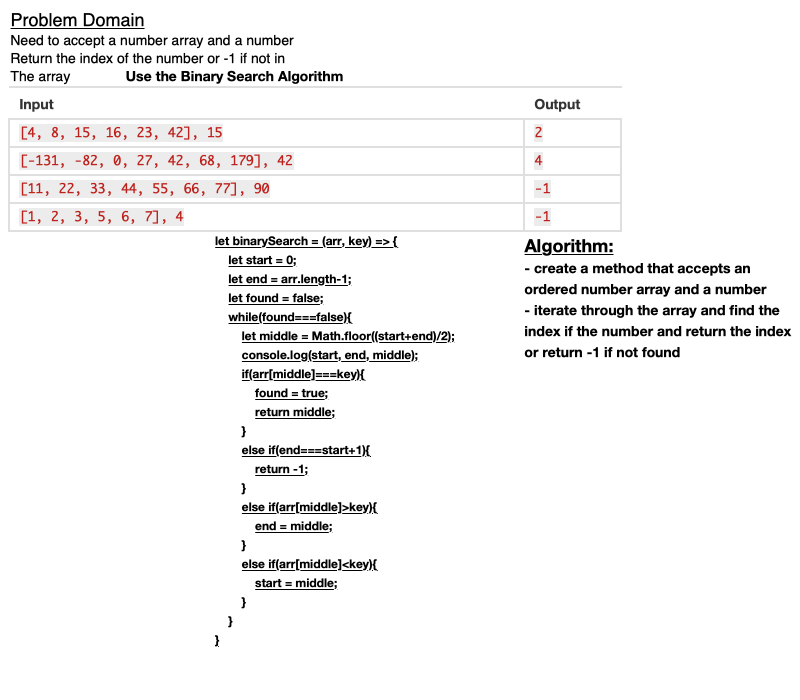 Problem Domain
Need to accept a number array and a number
Return the index of the number or -1 if not in
The array Use the Binary Search Algorithm
Input Output
[4, 8, 15, 16, 23, 42], 15 2
[-131, -82, 0, 27, 42, 68, 179], 42 4
[11, 22, 33, 44, 55, 66, 77], 90 -1
[1, 2, 3, 5, 6, 7], 4 -1
let binarySearch = (arr, key) => {
let start = 0;
let end = arr.length-1;
let found = false;
while(found===false){
let middle = Math.floor((start+end)/2);
console.log(start, end, middle);
if(arr[middle]===key){
found = true;
return middle;
}
else if(end===start+1){
return -1;
}
else if(arr[middle]>key){
end = middle;
}
else if(arr[middle]<key){
start = middle;
}
}
}
Algorithm:
- create a method that accepts an
ordered number array and a number
- iterate through the array and find the
index if the number and return the index
or return -1 if not found